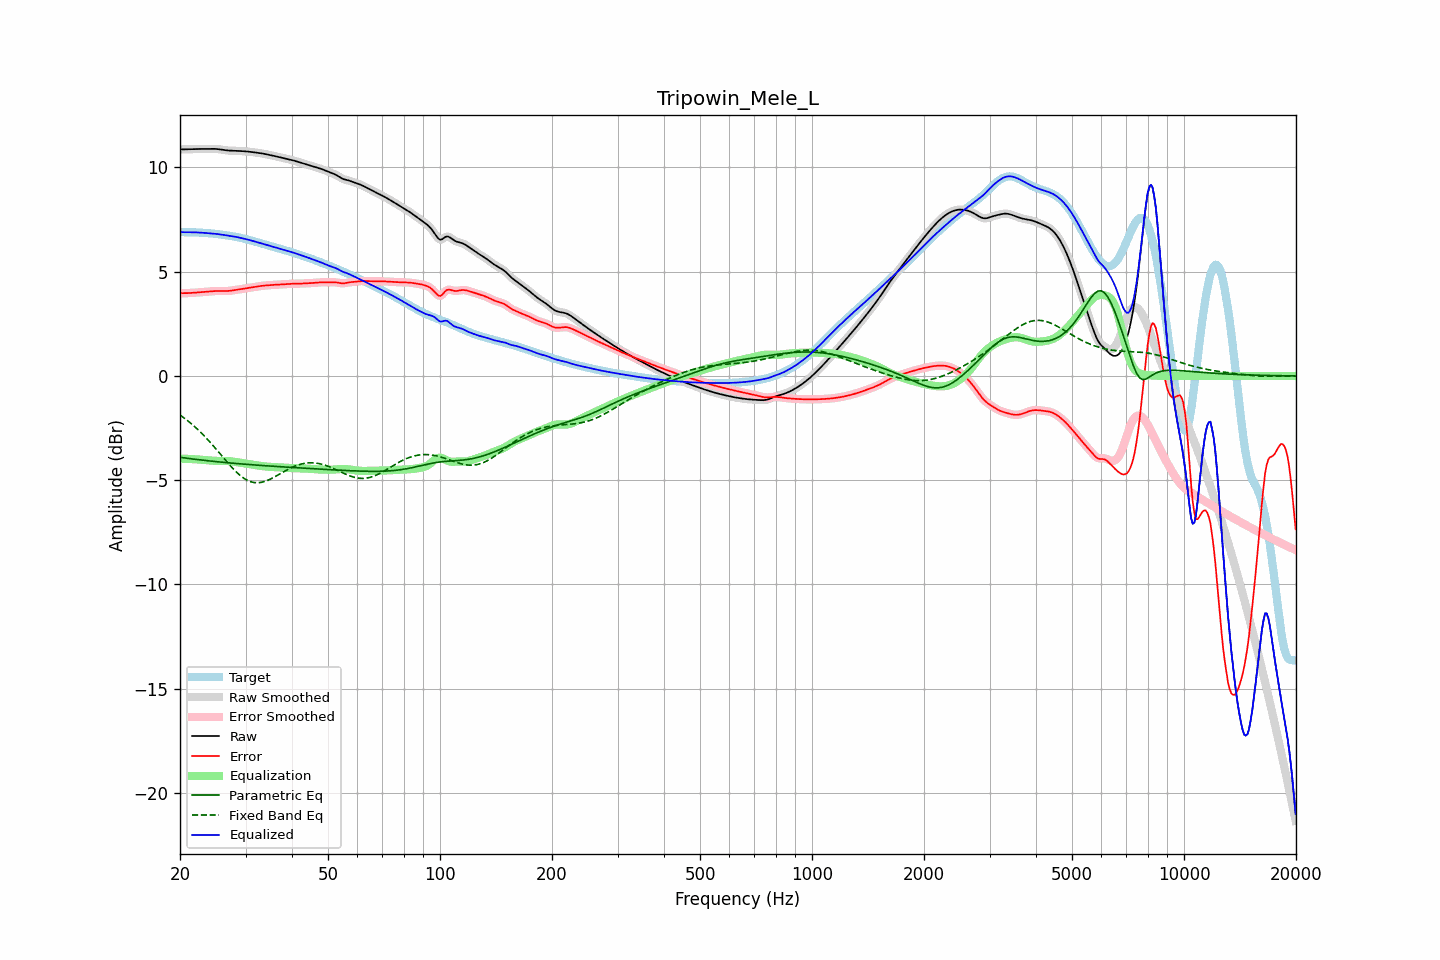 Tripowin_Mele_L
Amplitude (dBr)
10
5
0
−5
−10
−15
−20
Target
Raw Smoothed
Error Smoothed
Raw
Error
Equalization
Parametric Eq
Fixed Band Eq
Equalized
20 50 100 200 500 1000 2000 5000 10000 20000
Frequency (Hz)